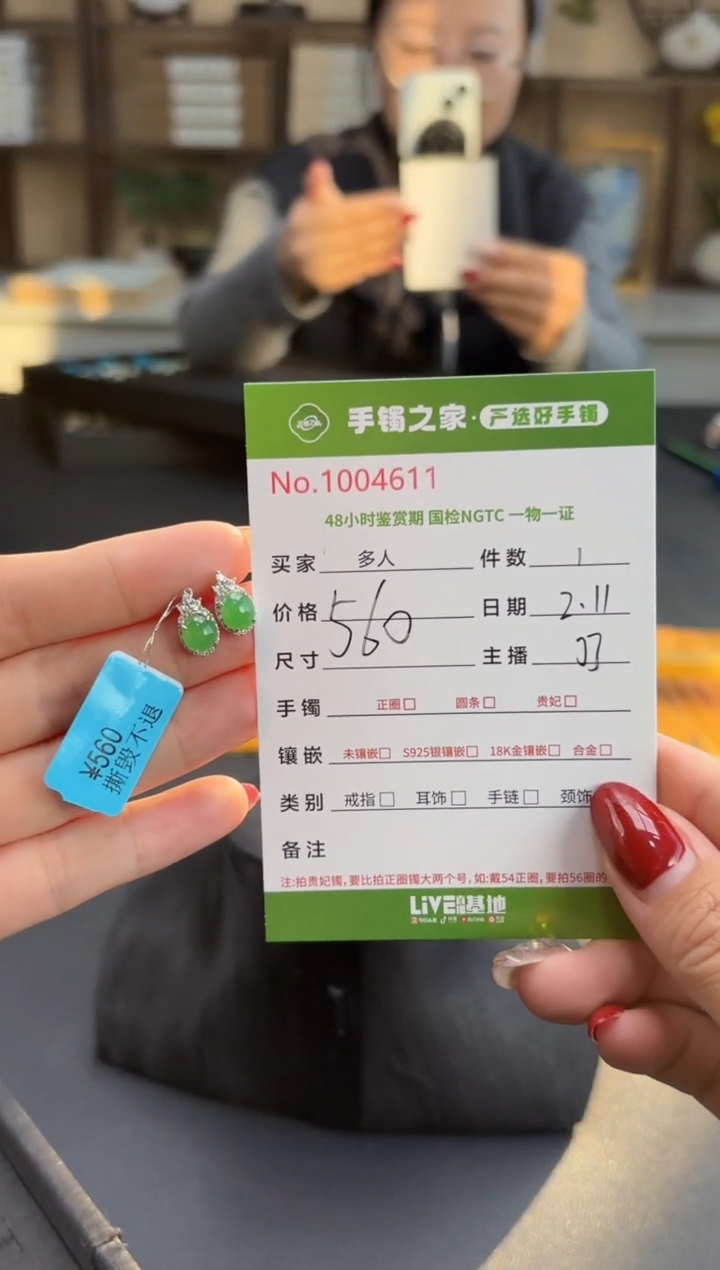 手镯之家·严选好手镯
No.1004611
48小时鉴赏期 国检NGTC 一物一证
买家 多人 件数 1
价格 560 日期 2.11
尺寸 主播
手镯 正圈□ 圆条□ 贵妃□
镶嵌 未镶嵌□ S925银镶嵌□ 18K金镶嵌□ 合金□
类别 戒指□ 耳饰□ 手链□ 颈饰
备注
注:拍贵妃镯,要比拍正圈镯大两个号,如:戴54正圈,要拍56圈的
LiVE 基地
¥560
撕毁不退